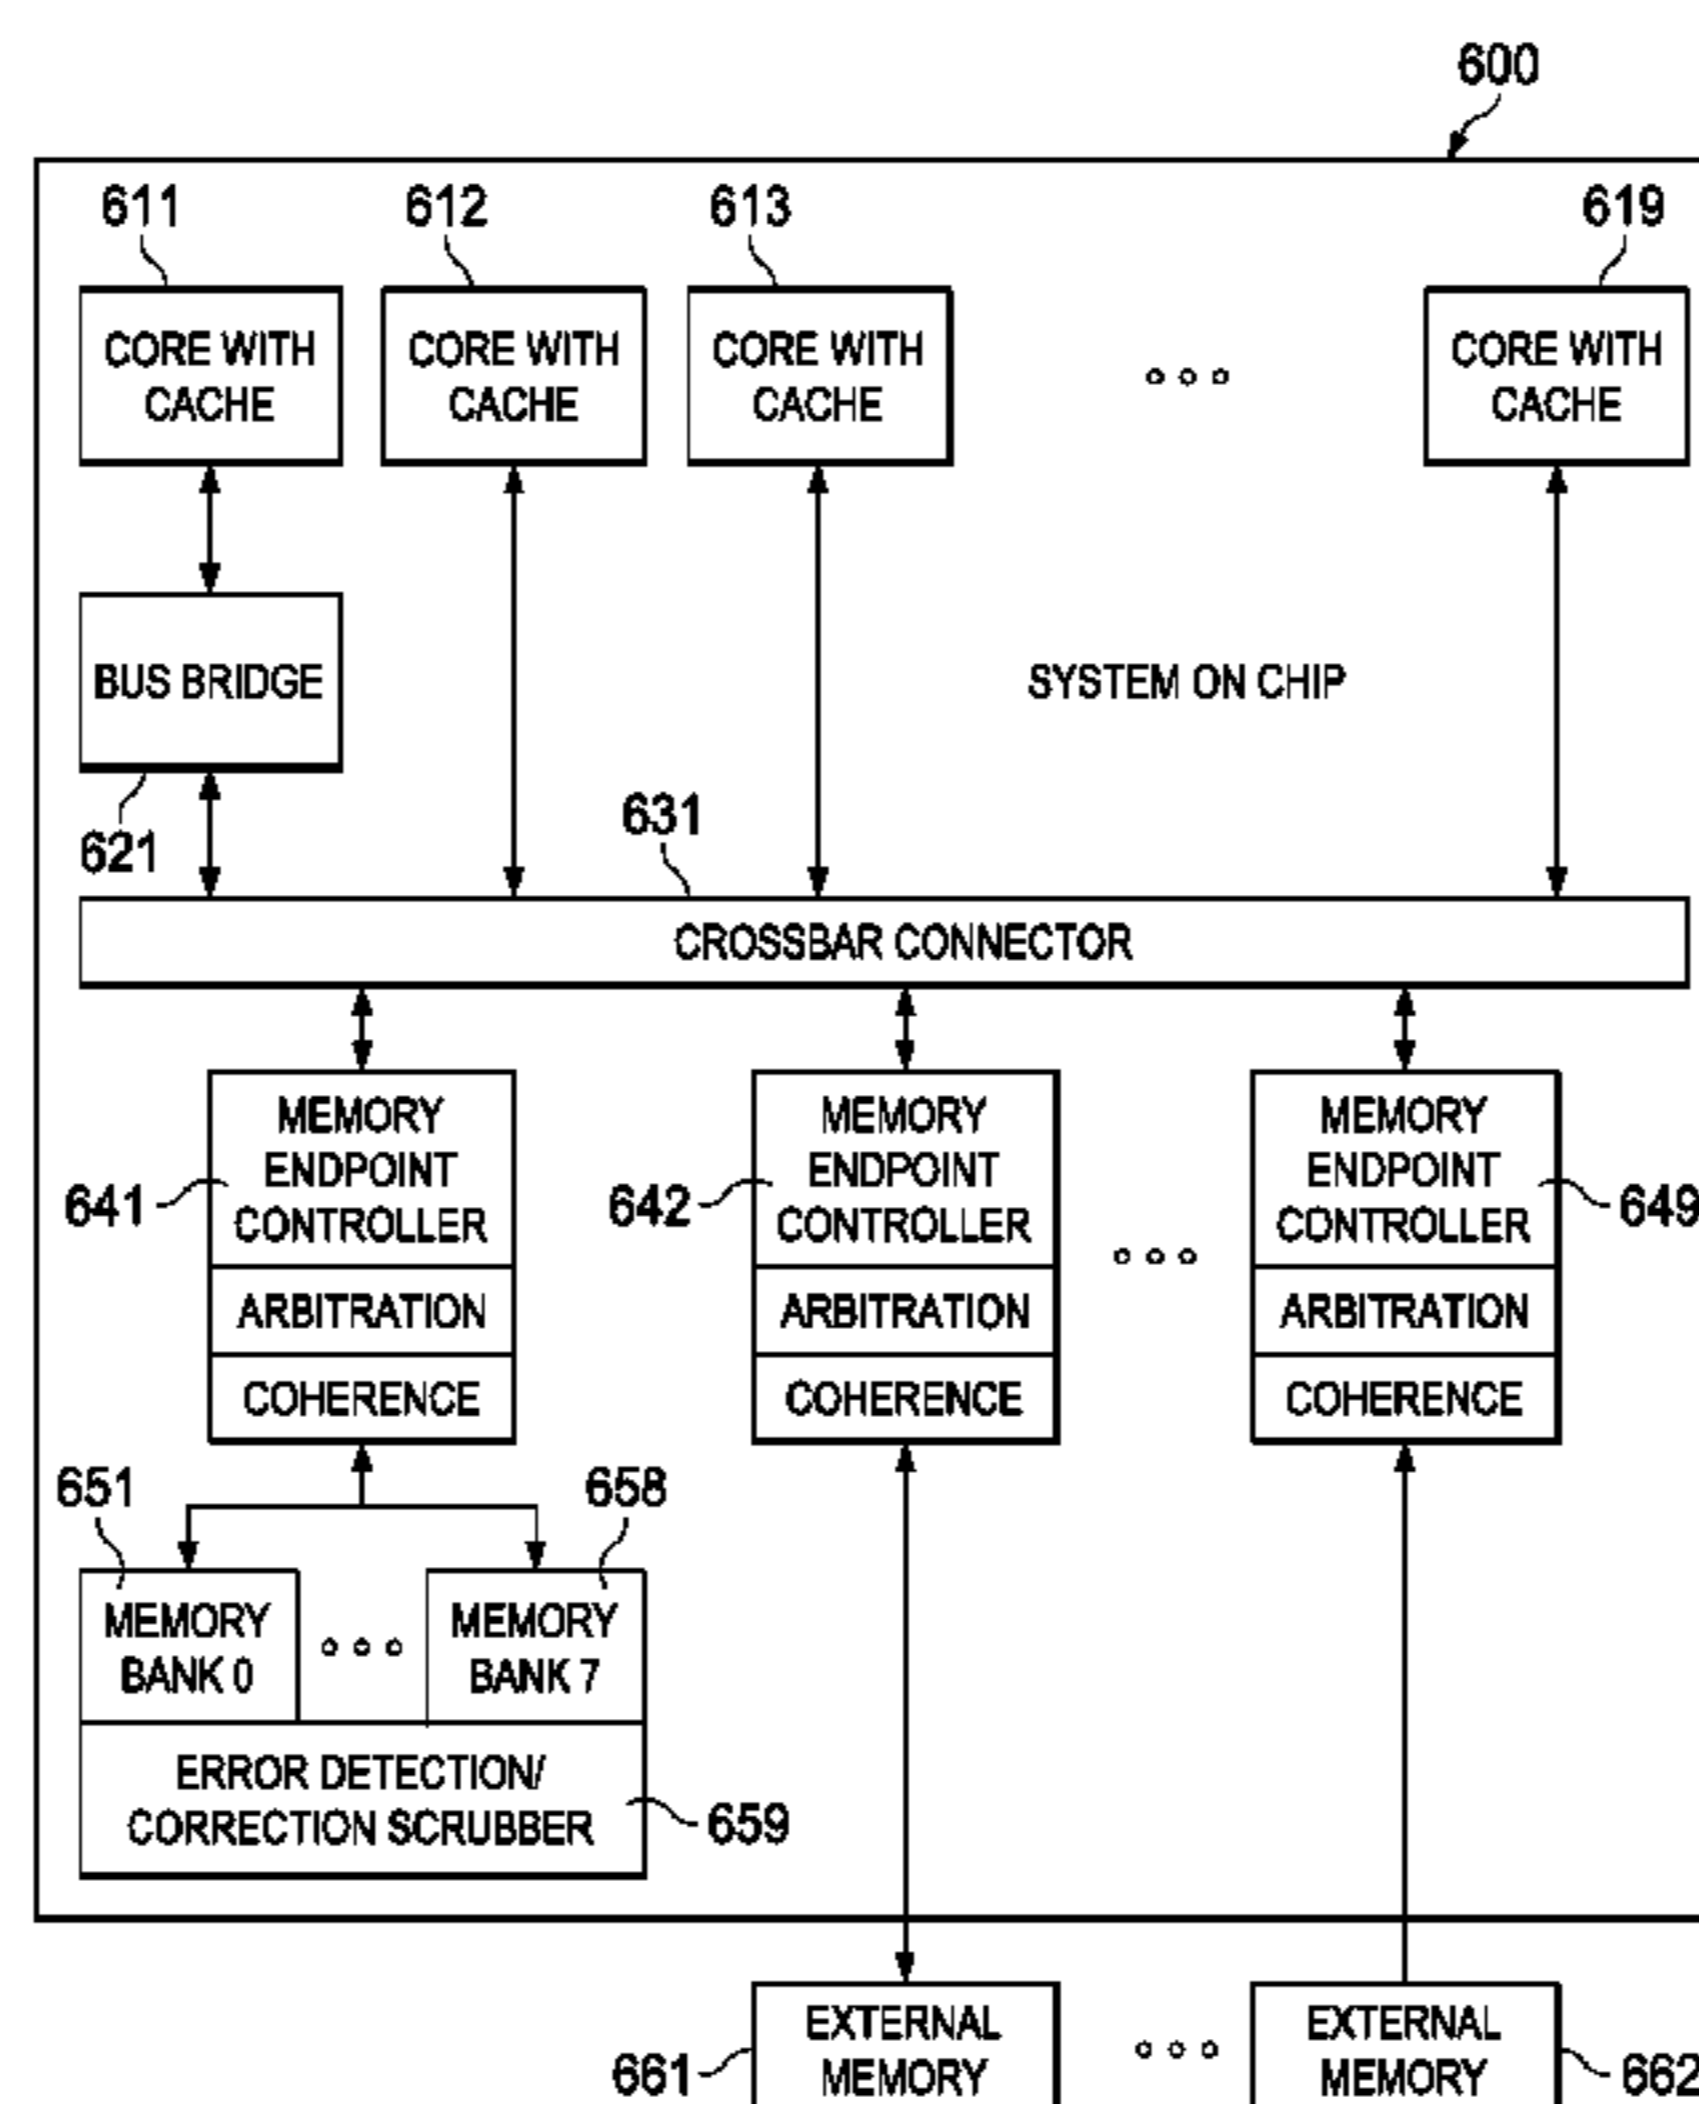 600
611
612
613
619
CORE WITH
CACHE
CORE WITH
CACHE
CORE WITH
CACHE
CORE WITH
CACHE
BUS BRIDGE
SYSTEM ON CHIP
621
631
CROSSBAR CONNECTOR
641
MEMORY
ENDPOINT
CONTROLLER
ARBITRATION
COHERENCE
642
MEMORY
ENDPOINT
CONTROLLER
ARBITRATION
COHERENCE
649
MEMORY
ENDPOINT
CONTROLLER
ARBITRATION
COHERENCE
651
658
MEMORY
BANK 0
MEMORY
BANK 7
ERROR DETECTION/
CORRECTION SCRUBBER
659
661
EXTERNAL
MEMORY
EXTERNAL
MEMORY
662